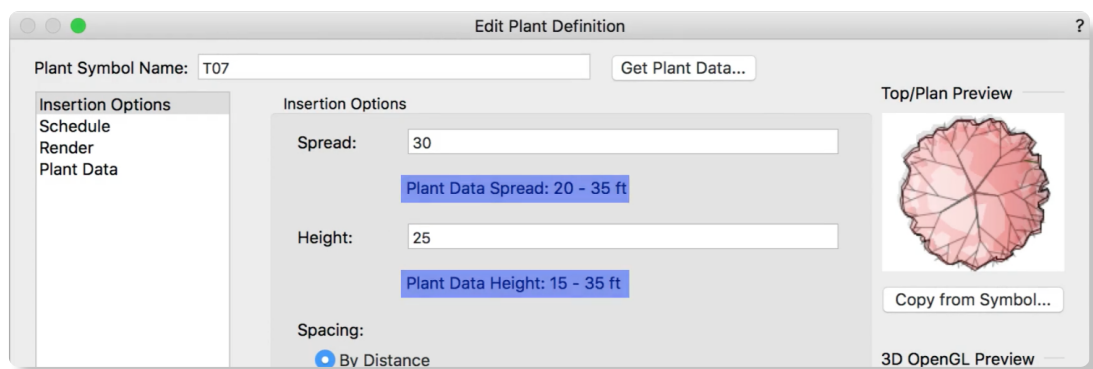 Edit Plant Definition
?
Plant Symbol Name: T07
Get Plant Data...
Insertion Options
Schedule
Render
Plant Data
Insertion Options
Spread: 30
Plant Data Spread: 20 - 35 ft
Height: 25
Plant Data Height: 15 - 35 ft
Spacing:
By Distance
Top/Plan Preview
Copy from Symbol...
3D OpenGL Preview